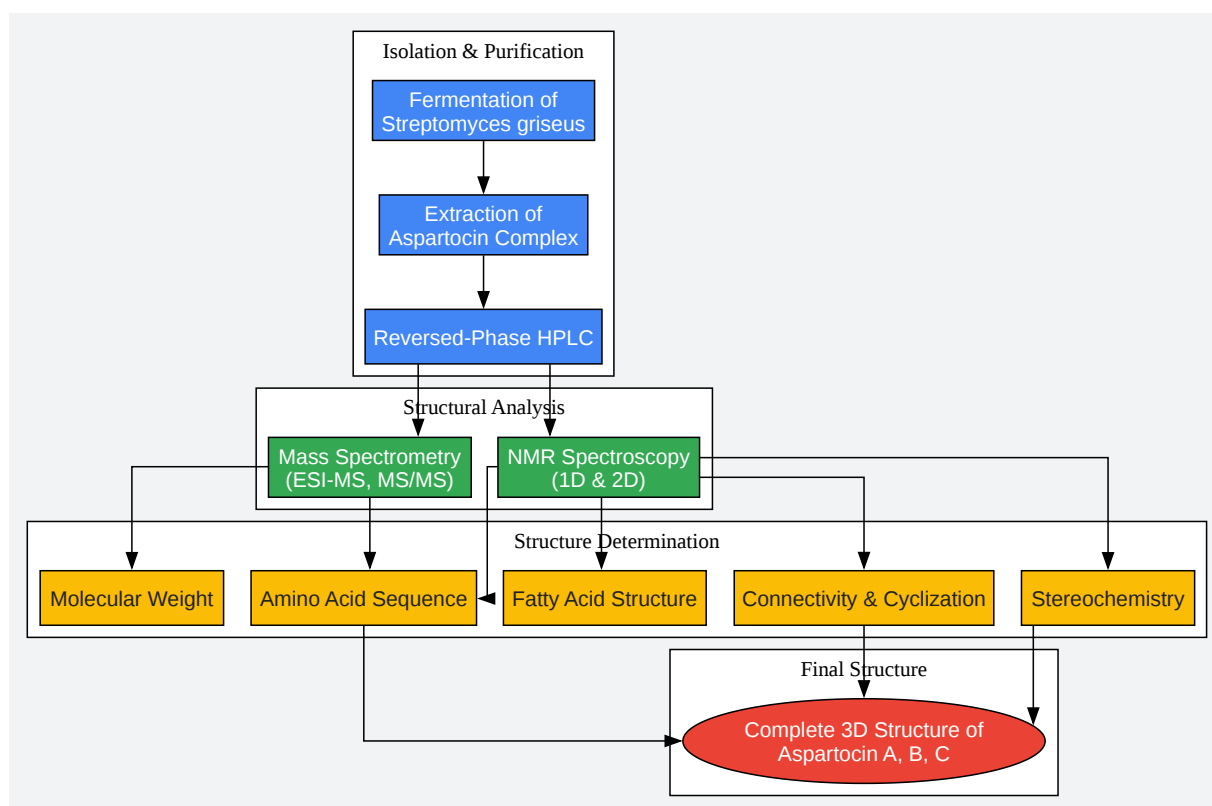 Isolation & Purification
Fermentation of
Streptomyces griseus
Extraction of
Aspartocin Complex
Reversed-Phase HPLC
Structural Analysis
Mass Spectrometry
(ESI-MS, MS/MS)
NMR Spectroscopy
(1D & 2D)
Structure Determination
Molecular Weight
Amino Acid Sequence
Fatty Acid Structure
Connectivity & Cyclization
Stereochemistry
Final Structure
Complete 3D Structure of
Aspartocin A, B, C